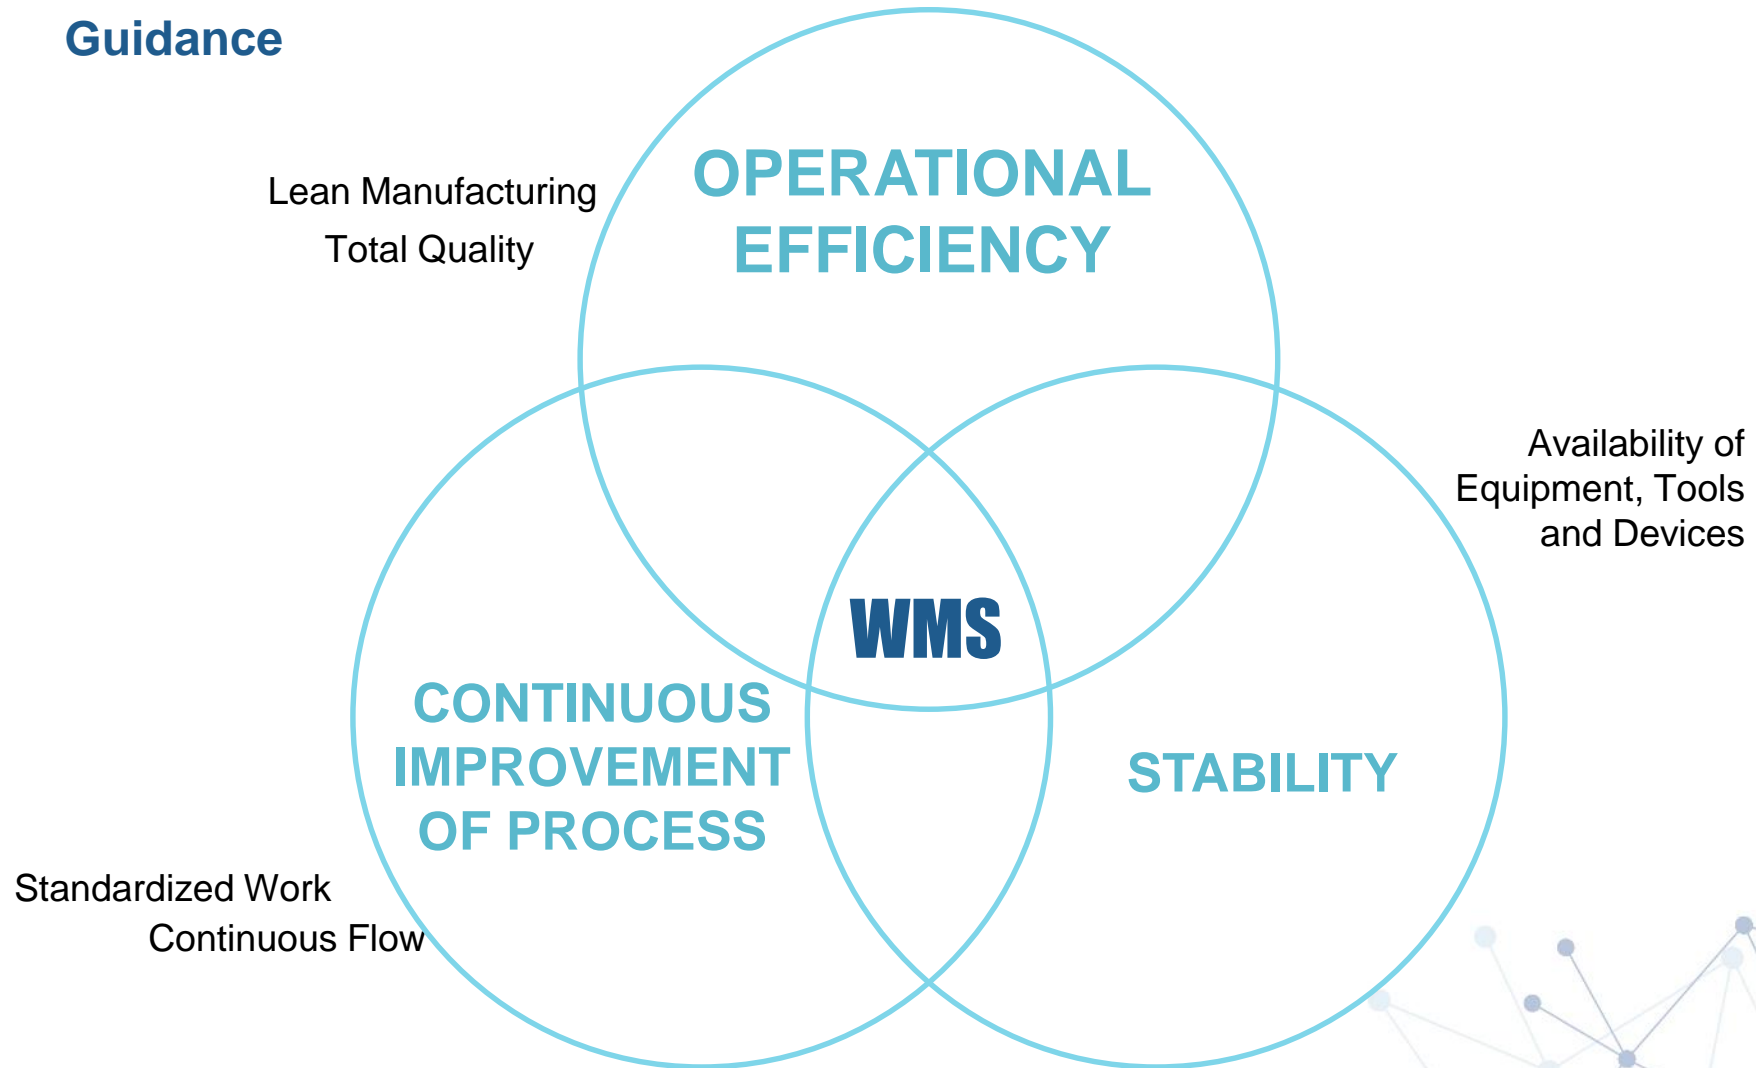 Guidance
OPERATIONAL
EFFICIENCY
Lean Manufacturing
Total Quality
Availability of
Equipment, Tools
and Devices
WMS
CONTINUOUS
IMPROVEMENT
OF PROCESS
STABILITY
Standardized Work
Continuous Flow